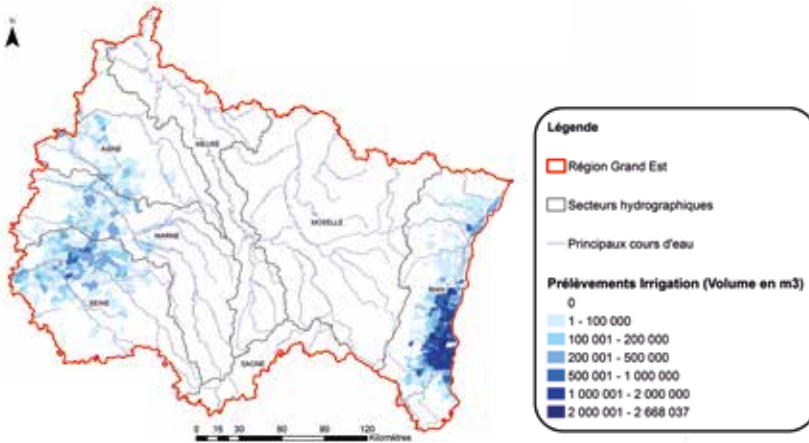 N
AISNE
MEUSE
MOSELLE
MARNE
RHIN
SEINE
SAONE
0 15 30 60 90 120
Kilomètres
Légende
Région Grand Est
Secteurs hydrographiques
Principaux cours d'eau
Prélèvements Irrigation (Volume en m3)
0
1 - 100 000
100 001 - 200 000
200 001 - 500 000
500 001 - 1 000 000
1 000 001 - 2 000 000
2 000 001 - 2 668 037